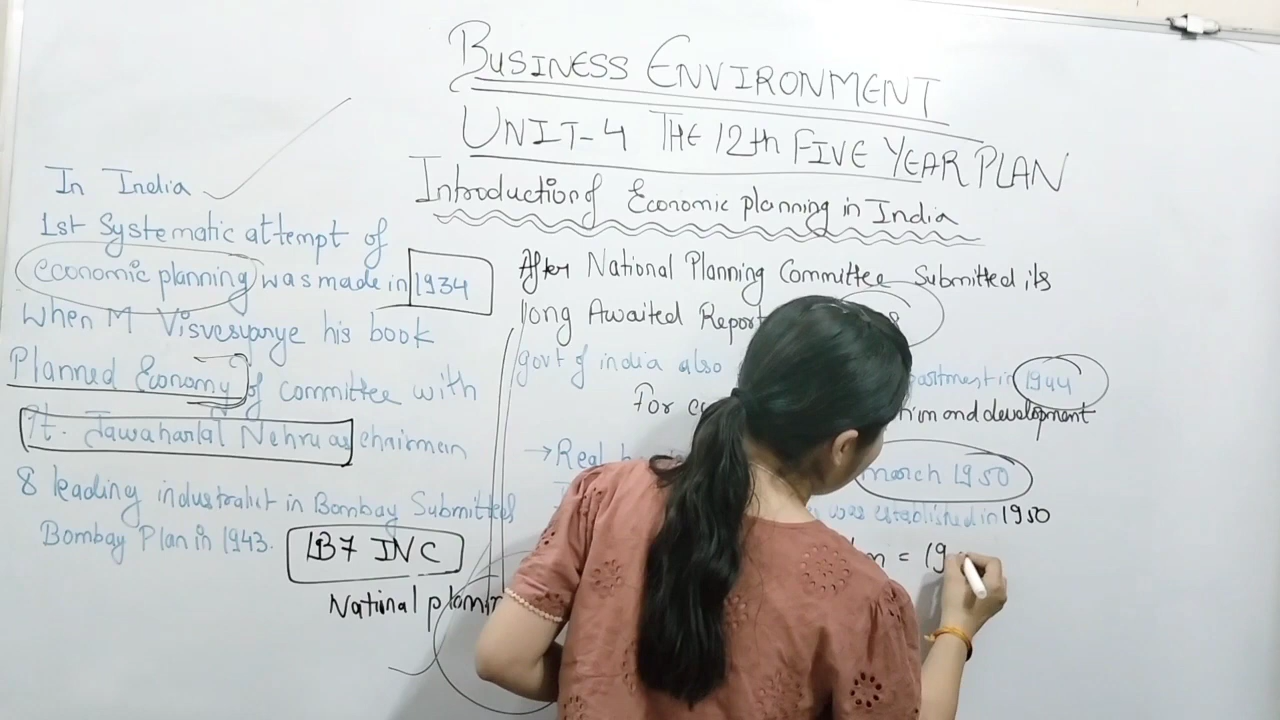 BUSINESS ENVIRONMENT
UNIT-4 THE 12th FIVE YEAR PLAN
Introduction of Economic planning in India
In India
1st Systematic attempt of
economic planning was made in 1934
When M Visvesyarye his book
Planned Economy of committee with
Pt. Jawaharlal Nehru as chairman
8 leading industralist in Bombay Submitted
Bombay Plan in 1943.
1937 INC
National
After National Planning Committee Submitted its
long Awaited Report
govt of india also in 1944
For and development
→ Real march 1950
was established in 1950
= 19